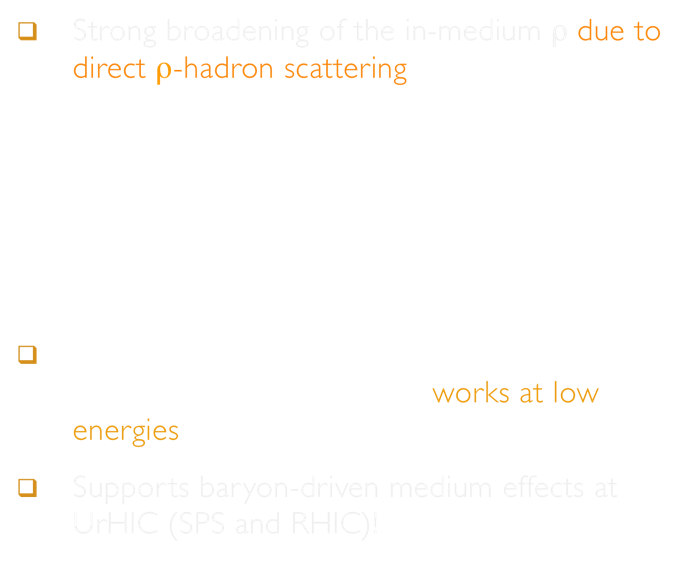 Strong broadening of the in-medium ρ due to
direct ρ-hadron scattering
works at low
energies
Supports baryon-driven medium effects at
UrHIC (SPS and RHIC)!